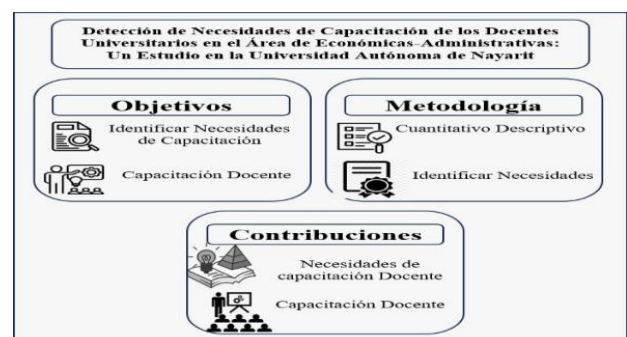 Detección de Necesidades de Capacitación de los Docentes
Universitarios en el Área de Económicas-Administrativas:
Un Estudio en la Universidad Autónoma de Nayarit
Objetivos
Identificar Necesidades
de Capacitación
Capacitación Docente
Metodología
Cuantitativo Descriptivo
Identificar Necesidades
Contribuciones
Necesidades de
capacitación Docente
Capacitación Docente